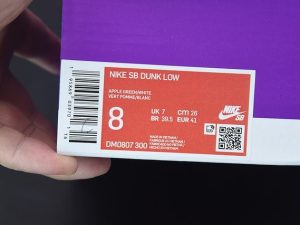 NIKE SB DUNK LOW
APPLE GREEN/WHITE
VERT POMME/BLANC
8
UK 7 cm 26
BR 39.5 EUR 41
NIKE
SB
DM0807 300
MADE IN VIETNAM